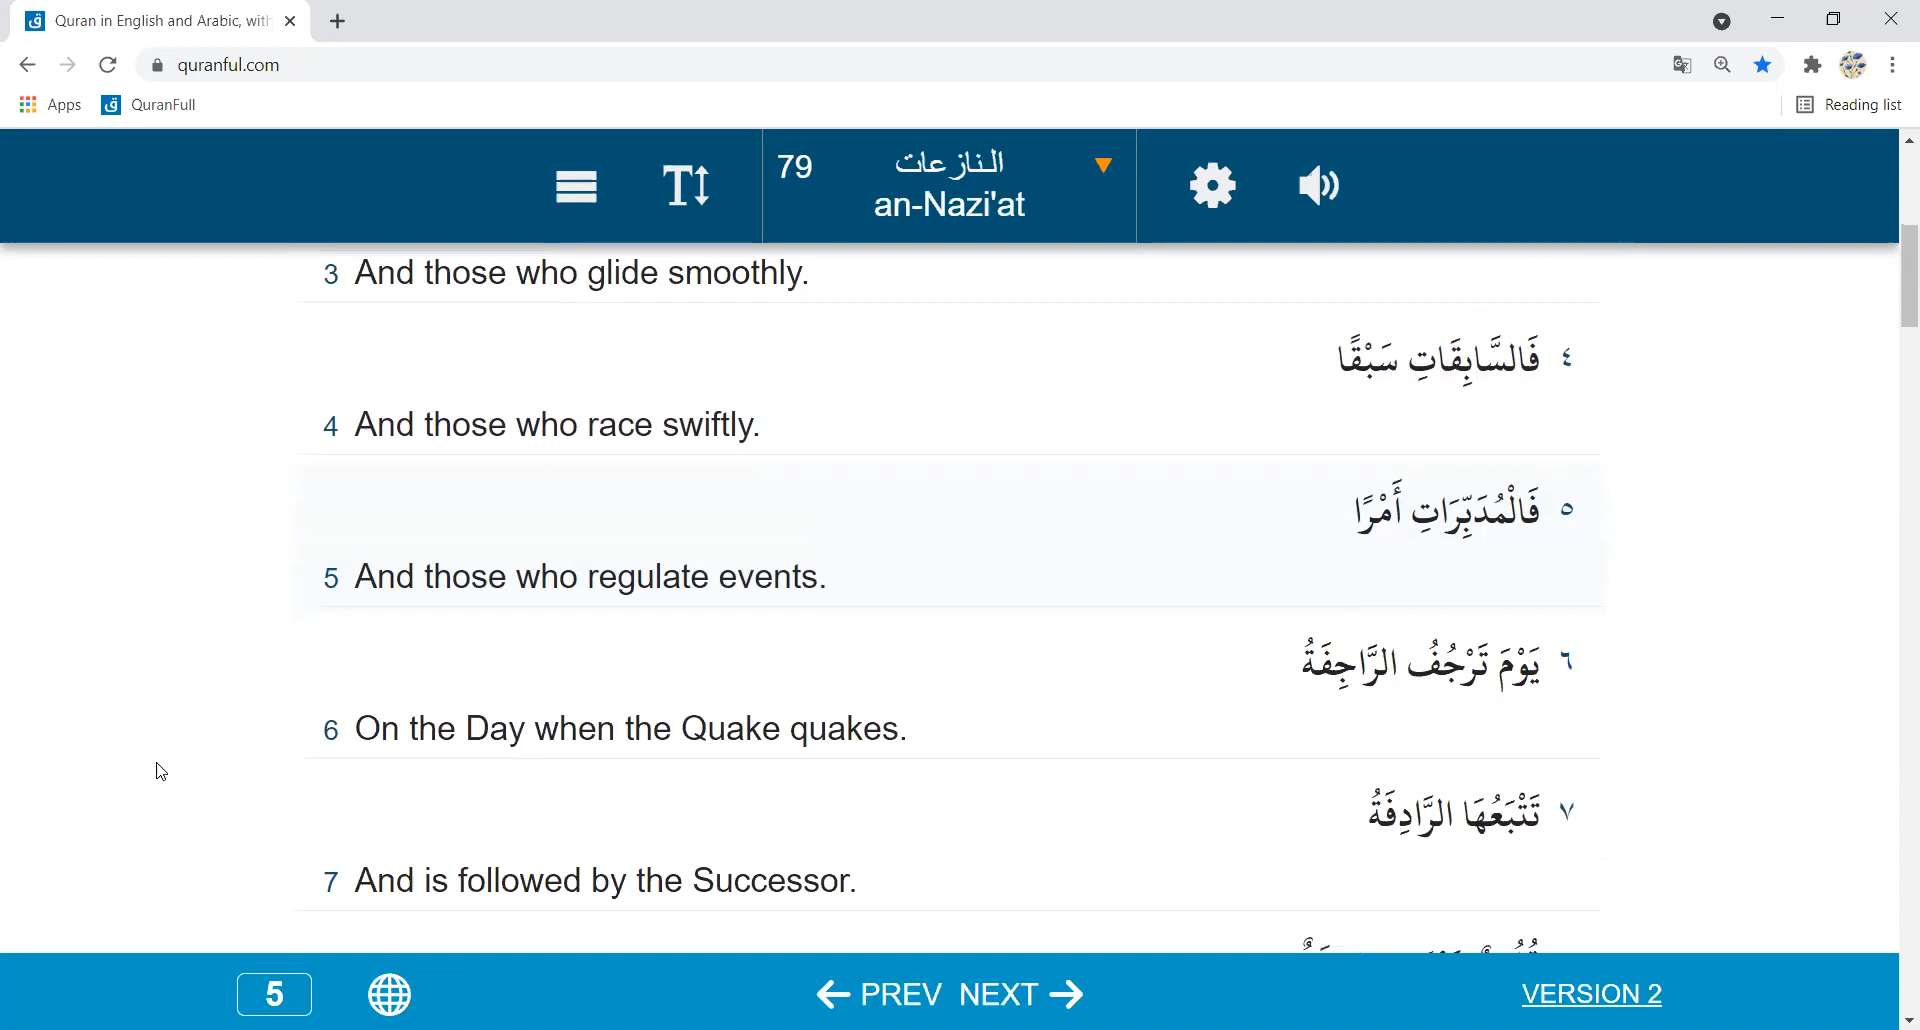 Quran in English and Arabic, with
quranful.com
Apps
QuranFull
Reading list
79
النازعات
an-Nazi'at
3 And those who glide smoothly.
٤ فَالسَّابِقَاتِ سَبْقًا
4 And those who race swiftly.
٥ فَالْمُدَبِّرَاتِ أَمْرًا
5 And those who regulate events.
٦ يَوْمَ تَرْجُفُ الرَّاجِفَةُ
6 On the Day when the Quake quakes.
٧ تَتْبَعُهَا الرَّادِفَةُ
7 And is followed by the Successor.
5
PREV NEXT
VERSION 2